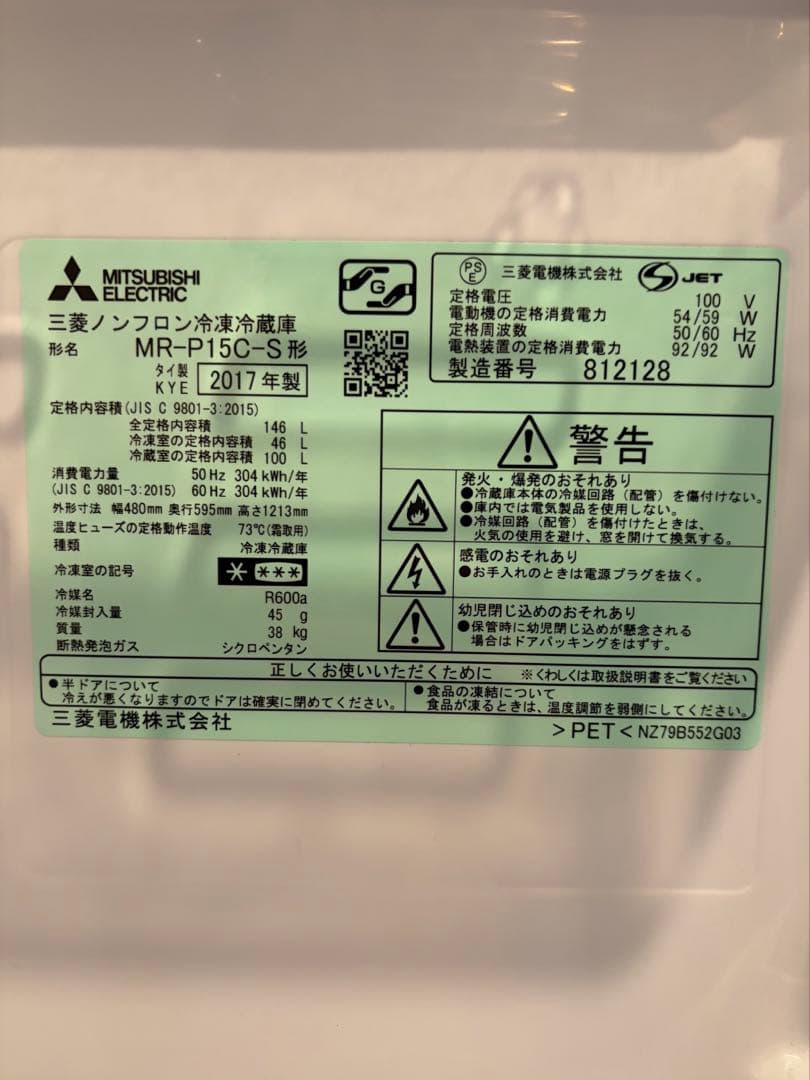 MITSUBISHI
ELECTRIC
三菱ノンフロン冷凍冷蔵庫
形名 MR-P15C-S形
タイ製
KYE 2017年製
定格内容積(JIS C 9801-3:2015)
全定格内容積 146 L
冷凍室の定格内容積 46 L
冷蔵室の定格内容積 100 L
消費電力量 50Hz 304kWh/年
(JIS C 9801-3:2015) 60Hz 304kWh/年
外形寸法 幅480mm 奥行595mm 高さ1213mm
温度ヒューズの定格動作温度 73℃(霜取用)
種類 冷凍冷蔵庫
冷凍室の記号 * ***
冷媒名 R600a
冷媒封入量 45 g
質量 38 kg
断熱発泡ガス シクロペンタン
G
PSE 三菱電機株式会社 JET
定格電圧 100 V
電動機の定格消費電力 54/59 W
定格周波数 50/60 Hz
電熱装置の定格消費電力 92/92 W
製造番号 812128
警告
発火・爆発のおそれあり
●冷蔵庫本体の冷媒回路(配管)を傷付けない。
●庫内では電気製品を使用しない。
●冷媒回路(配管)を傷付けたときは、
火気の使用を避け、窓を開けて換気する。
感電のおそれあり
●お手入れのときは電源プラグを抜く。
幼児閉じ込めのおそれあり
●保管時に幼児閉じ込めが懸念される
場合はドアパッキングをはずす。
正しくお使いいただくために ※くわしくは取扱説明書をご覧ください
●半ドアについて
冷えが悪くなりますのでドアは確実に閉めてください。
●食品の凍結について
食品が凍るときは、温度調節を弱側にしてください。
三菱電機株式会社
>PET< NZ79B552G03